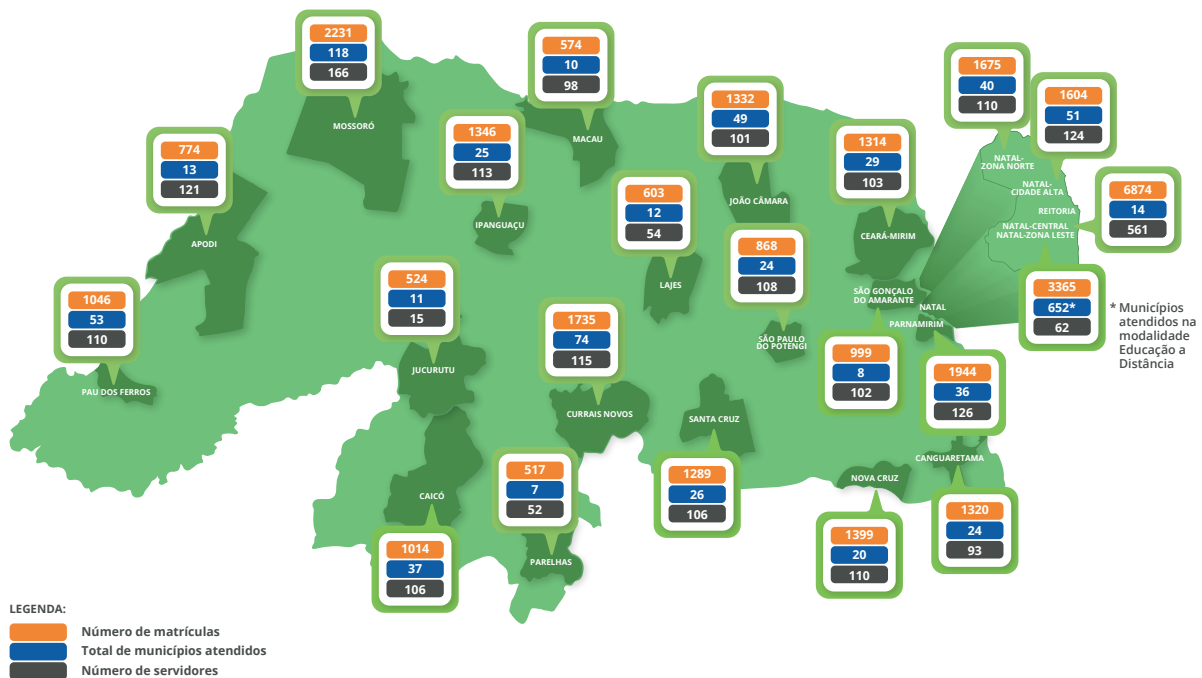 2231
118
166
MOSSORÓ
574
10
98
MACAU
1675
40
110
NATAL-
ZONA NORTE
1604
51
124
NATAL-
CIDADE ALTA
1332
49
101
JOÃO CÂMARA
1346
25
113
IPANGUAÇU
1314
29
103
CEARÁ-MIRIM
774
13
121
APODI
603
12
54
LAJES
6874
14
561
REITORIA
NATAL-CENTRAL
NATAL-ZONA LESTE
868
24
108
SÃO PAULO
DO POTENGI
3365
652*
62
* Municípios
atendidos na
modalidade
Educação a
Distância
524
11
15
JUCURUTU
1046
53
110
PAU DOS FERROS
1735
74
115
CURRAIS NOVOS
SÃO GONÇALO
DO AMARANTE
NATAL
PARNAMIRIM
999
8
102
1944
36
126
SANTA CRUZ
1289
26
106
517
7
52
PARELHAS
CAICÓ
1014
37
106
NOVA CRUZ
1399
20
110
CANGUARETAMA
1320
24
93
LEGENDA:
Número de matrículas
Total de municípios atendidos
Número de servidores